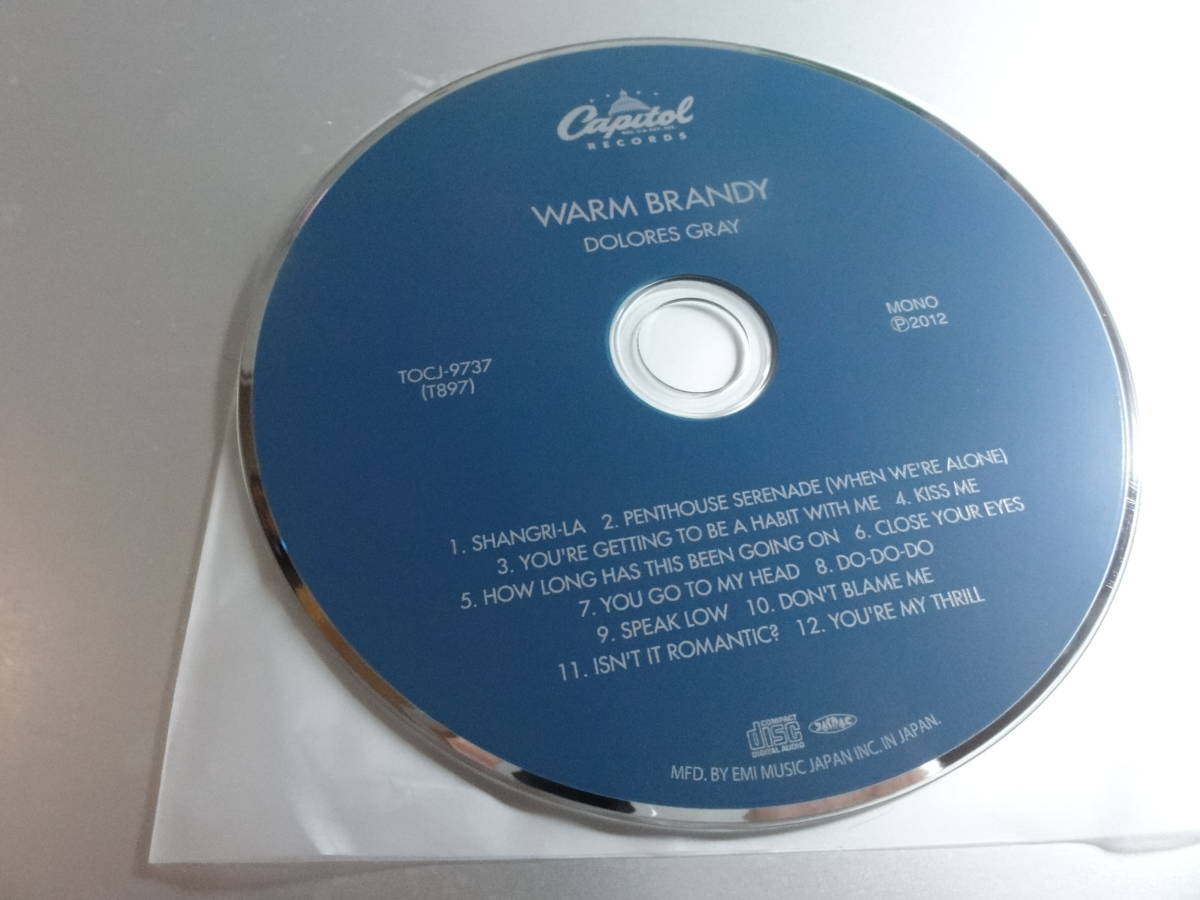 Capitol
RECORDS
WARM BRANDY
DOLORES GRAY
MONO
Ⓟ2012
TOCJ-9737
(T897)
1. SHANGRI-LA 2. PENTHOUSE SERENADE (WHEN WE'RE ALONE)
3. YOU'RE GETTING TO BE A HABIT WITH ME 4. KISS ME
5. HOW LONG HAS THIS BEEN GOING ON 6. CLOSE YOUR EYES
7. YOU GO TO MY HEAD 8. DO-DO-DO
9. SPEAK LOW 10. DON'T BLAME ME
11. ISN'T IT ROMANTIC? 12. YOU'RE MY THRILL
COMPACT
disc
DIGITAL AUDIO
MFD. BY EMI MUSIC JAPAN INC. IN JAPAN.